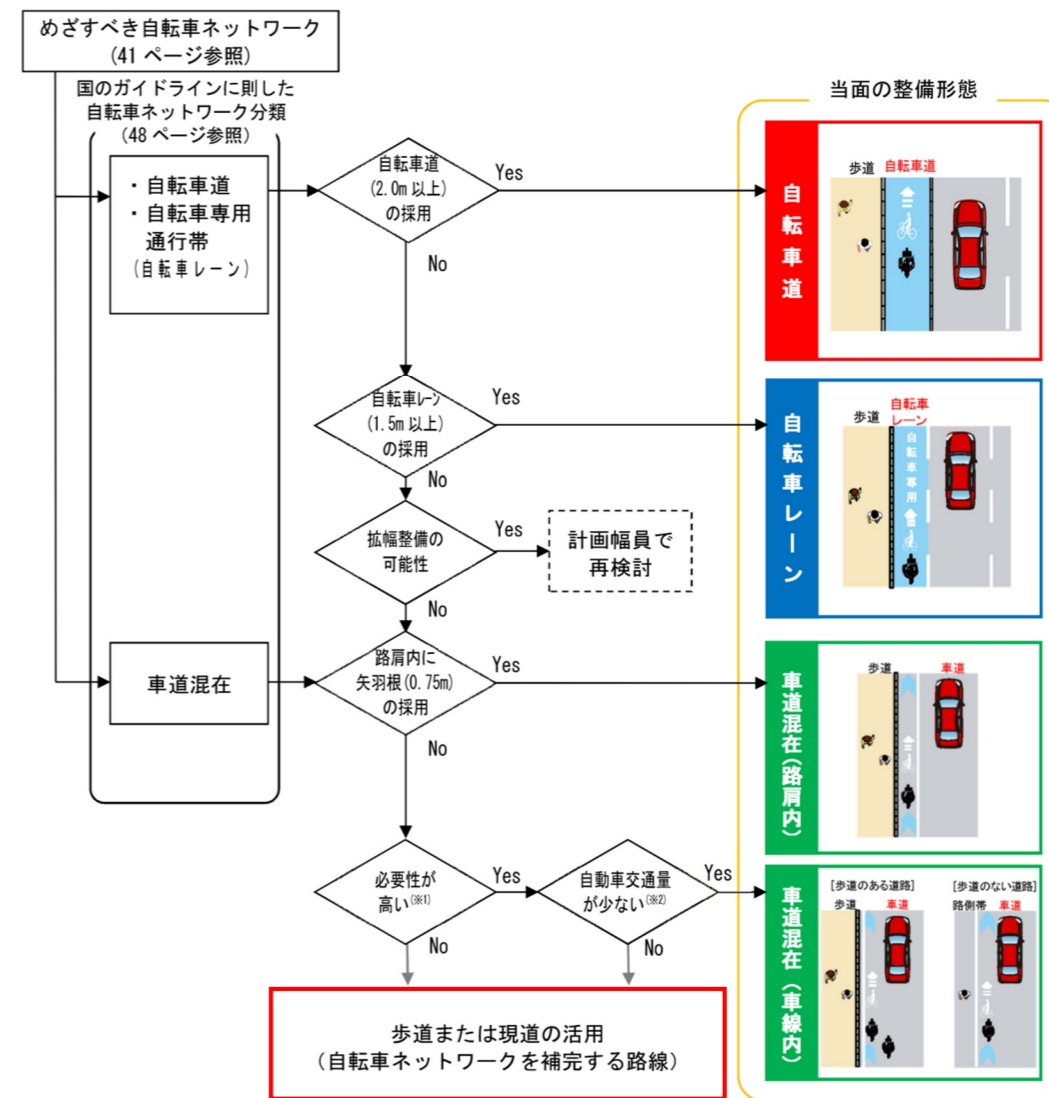 めざすべき自転車ネットワーク
(41 ページ参照)
国のガイドラインに則した
自転車ネットワーク分類
(48 ページ参照)
・自転車道
・自転車専用
通行帯
(自転車レーン)
自転車道
(2.0m 以上)
の採用
Yes
No
自転車ﾚｰﾝ
(1.5m 以上)
の採用
Yes
No
拡幅整備の
可能性
Yes
計画幅員で
再検討
No
車道混在
路肩内に
矢羽根(0.75m)
の採用
Yes
No
必要性が
高い(※1)
Yes
No
自動車交通量
が少ない(※2)
Yes
No
歩道または現道の活用
(自転車ネットワークを補完する路線)
当面の整備形態
自転車道
歩道 自転車道
自転車レーン
歩道
自転車
レーン
自転車専用
車道混在(路肩内)
歩道 車道
車道混在(車線内)
[歩道のある道路]
歩道 車道
[歩道のない道路]
路側帯 車道